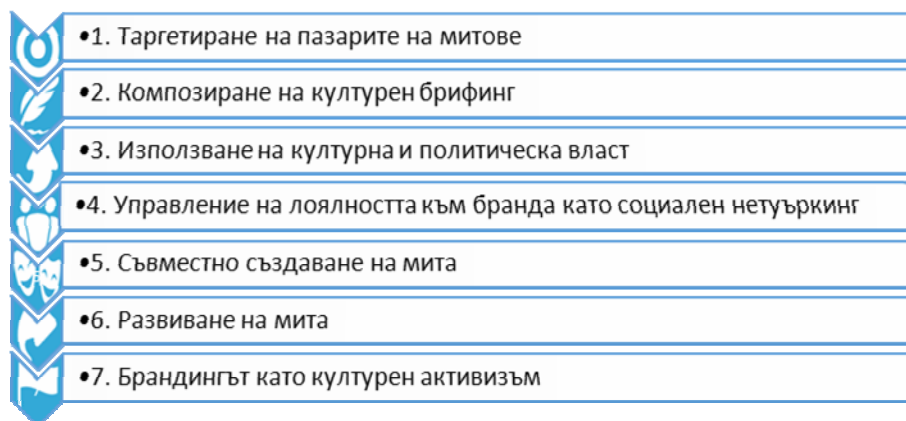 •1. Таргетиране на пазарите на митове
•2. Композиране на културен брифинг
•3. Използване на културна и политическа власт
•4. Управление на лоялността към бранда като социален нетуъркинг
•5. Съвместно създаване на мита
•6. Развиване на мита
•7. Брандингът като културен активизъм